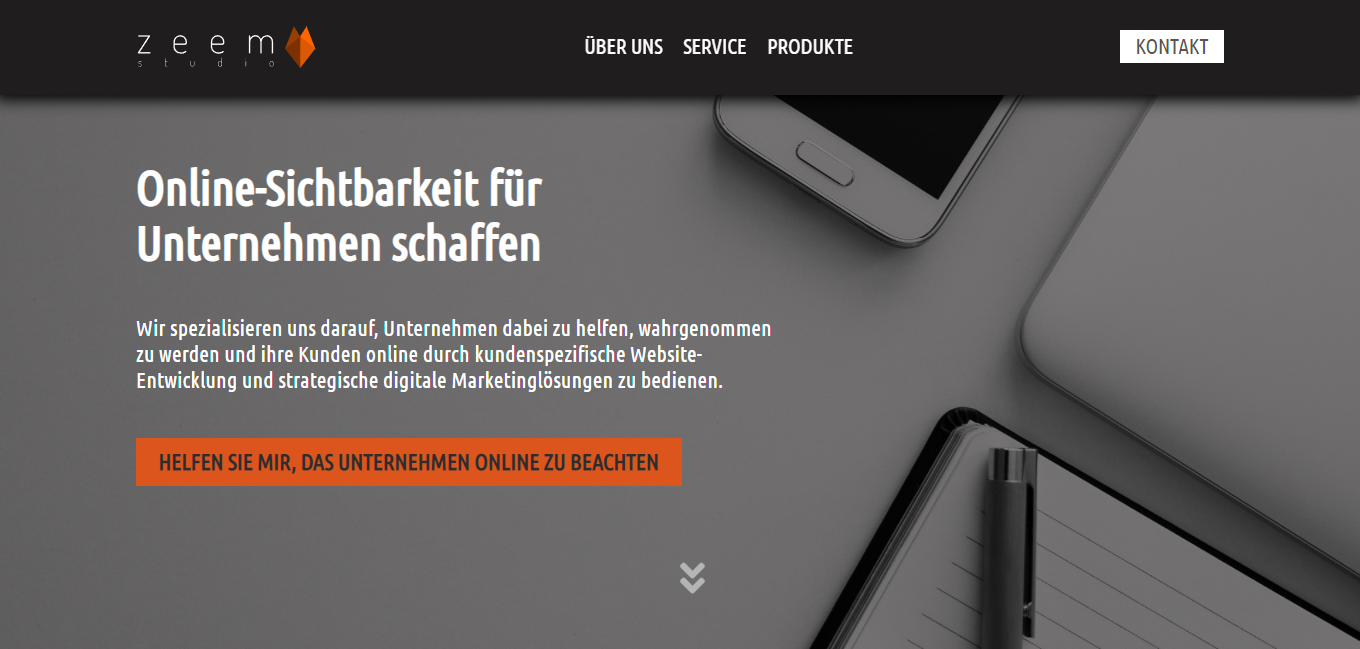 zeem
studio
ÜBER UNS SERVICE PRODUKTE
KONTAKT
Online-Sichtbarkeit für
Unternehmen schaffen
Wir spezialisieren uns darauf, Unternehmen dabei zu helfen, wahrgenommen
zu werden und ihre Kunden online durch kundenspezifische Website-
Entwicklung und strategische digitale Marketinglösungen zu bedienen.
HELFEN SIE MIR, DAS UNTERNEHMEN ONLINE ZU BEACHTEN